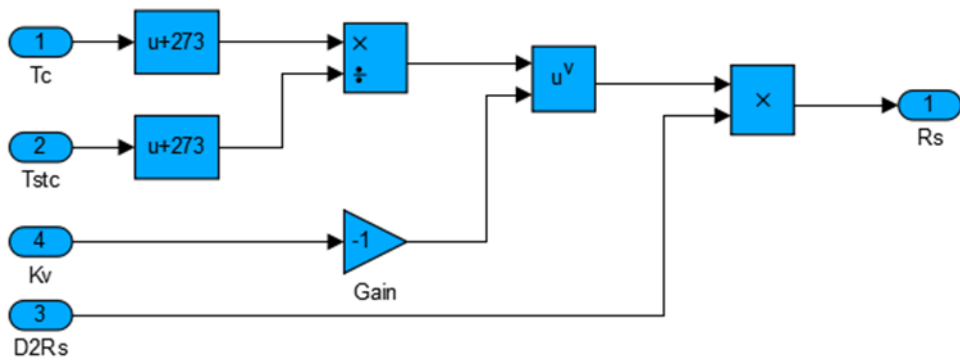 1
Tc
u+273
×
÷
u^v
×
1
Rs
2
Tstc
u+273
4
Kv
-1
Gain
3
D2Rs